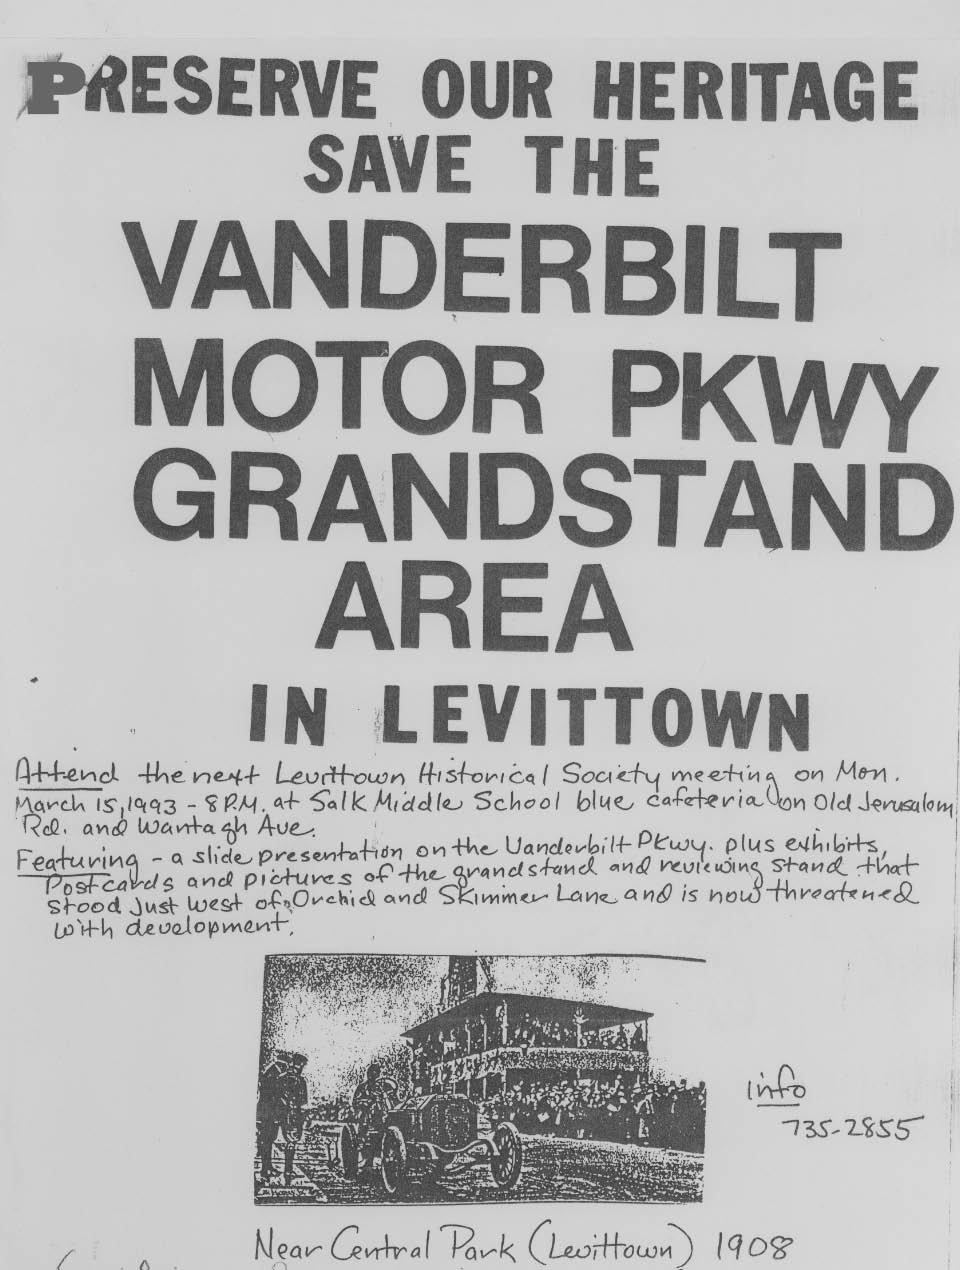 PRESERVE OUR HERITAGE
SAVE THE
VANDERBILT
MOTOR PKWY
GRANDSTAND
AREA
IN LEVITTOWN
Attend the next Levittown Historical Society meeting on Mon.
March 15, 1993 - 8 P.M. at Salk Middle School blue cafeteria on Old Jerusalem
Rd. and Wantagh Ave.
Featuring - a slide presentation on the Vanderbilt Pkwy. plus exhibits,
Postcards and pictures of the grandstand and reviewing stand that
stood just west of Orchid and Skimmer Lane and is now threatened
with development.
info
735-2855
Near Central Park (Levittown) 1908